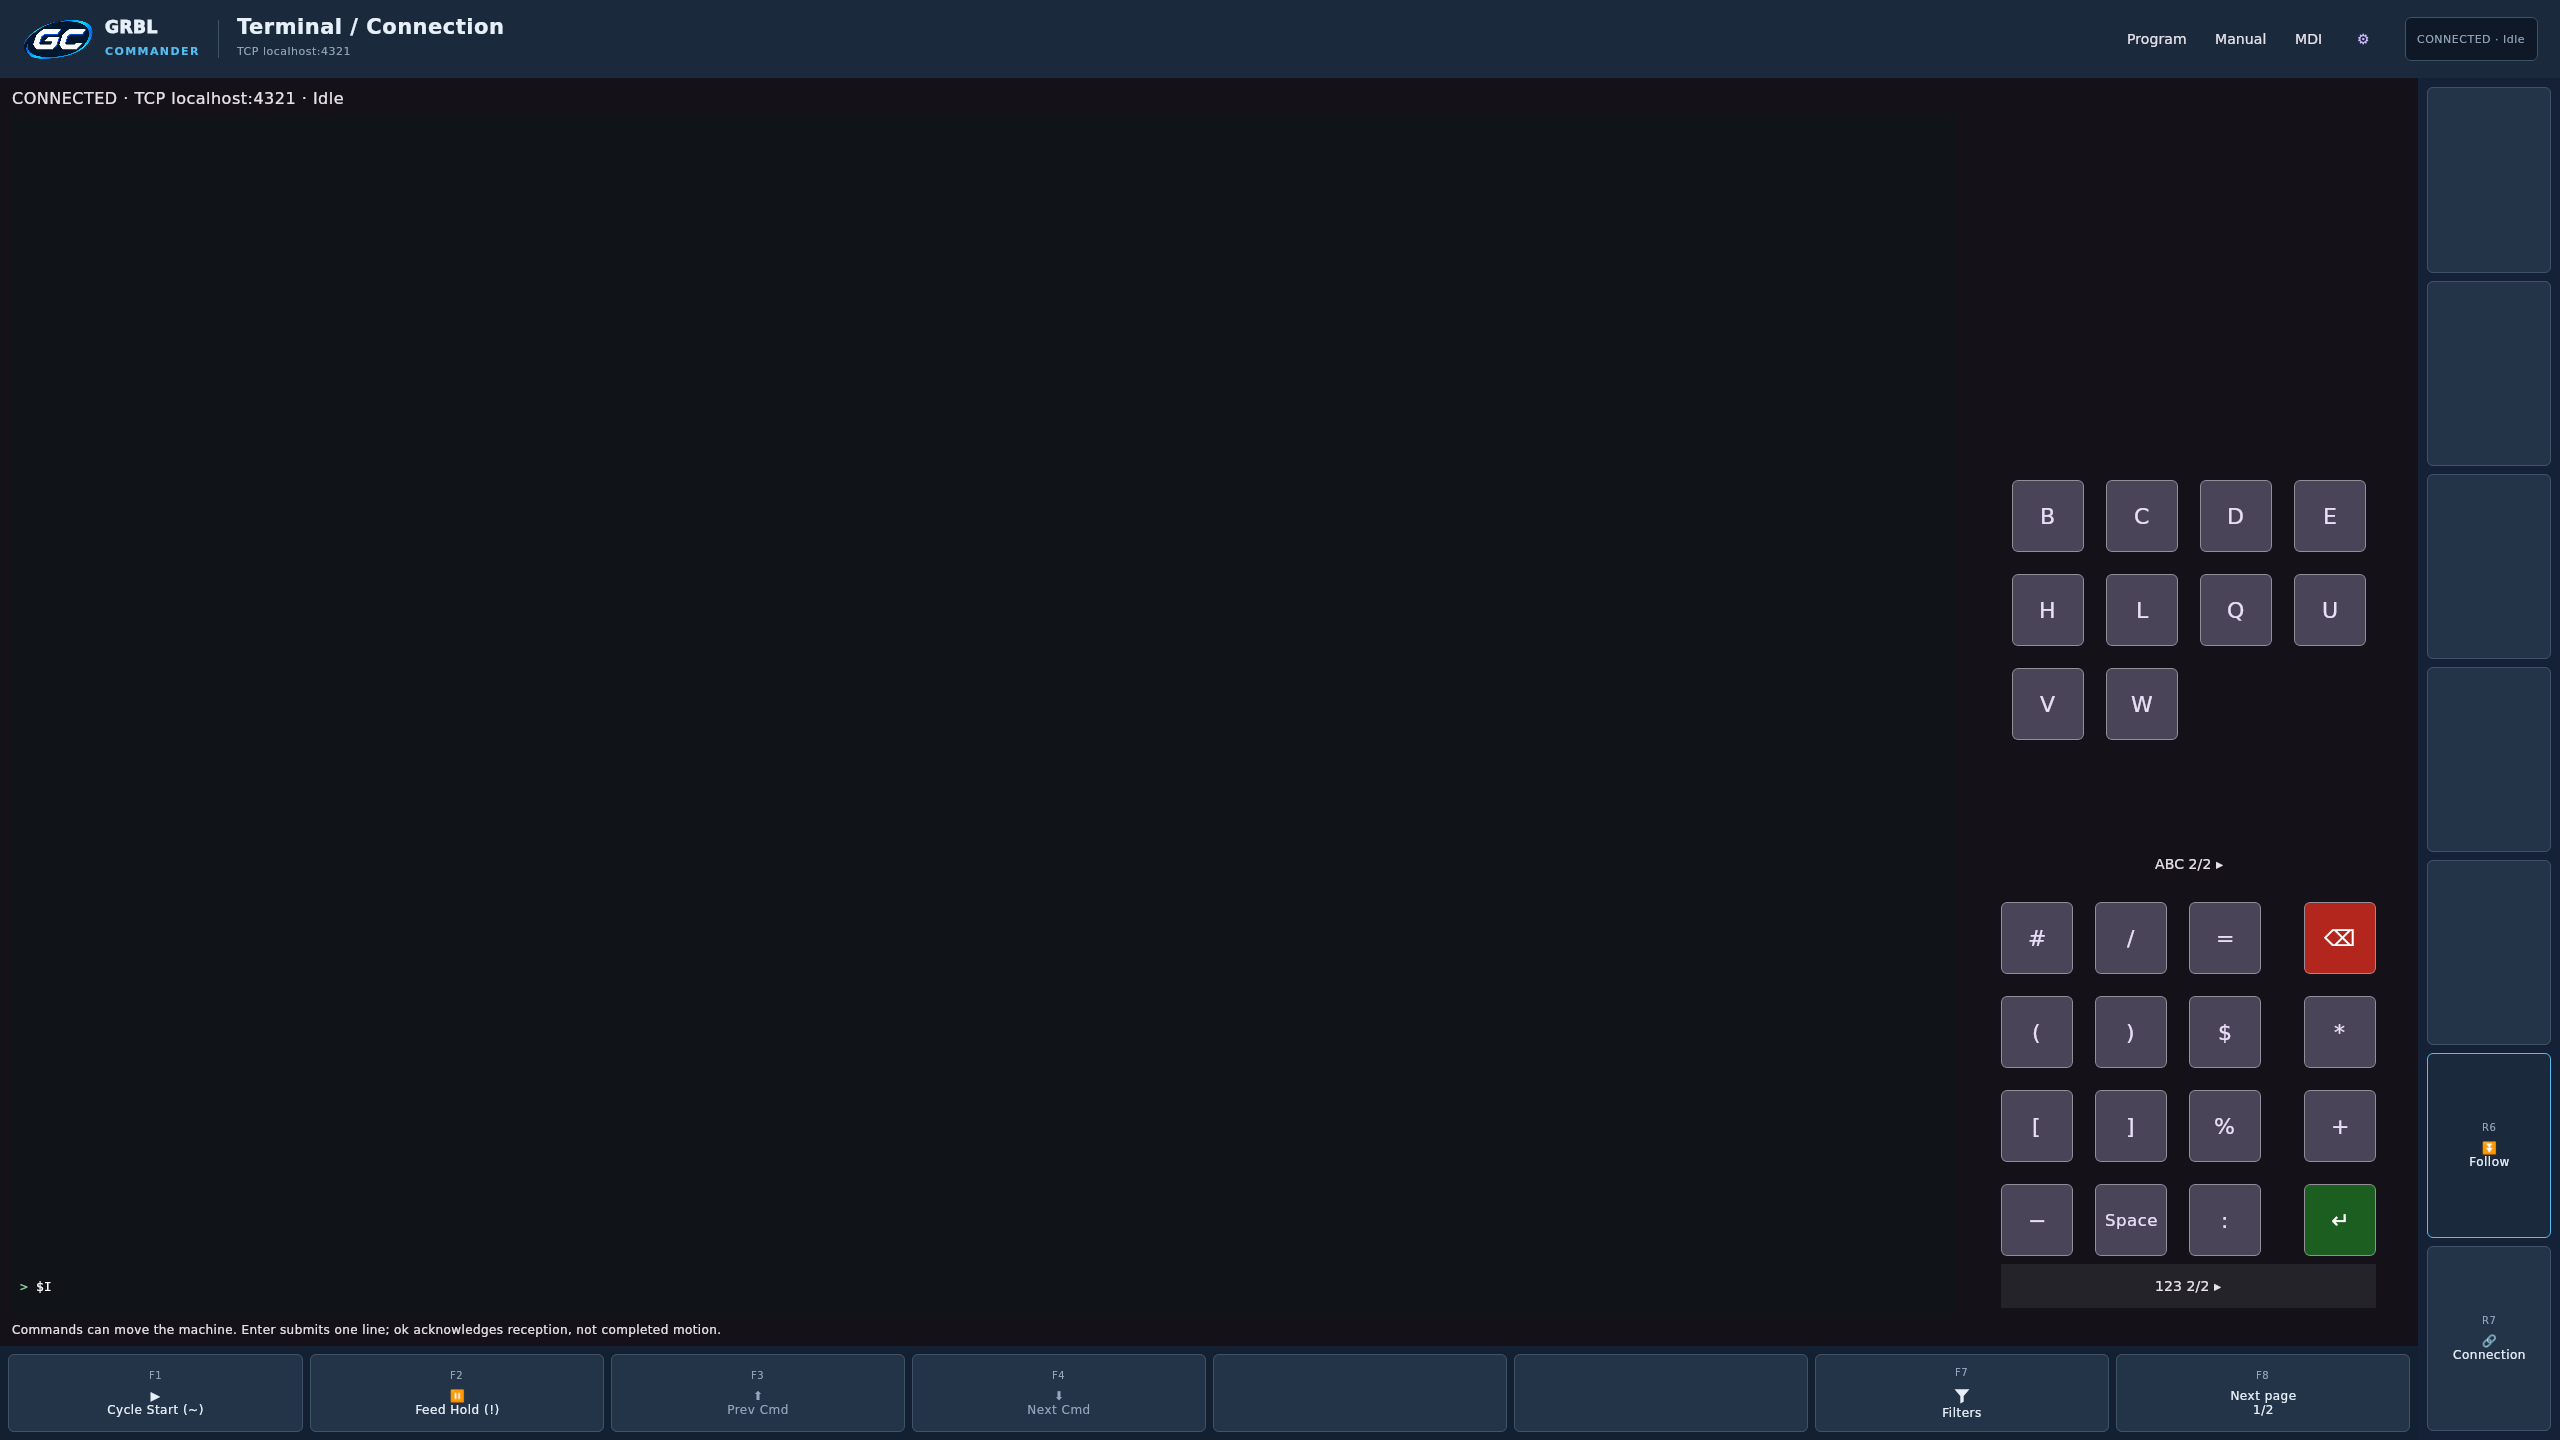 GC
GRBL
COMMANDER
Terminal / Connection
TCP localhost:4321
Program
Manual
MDI
⚙
CONNECTED · Idle
CONNECTED · TCP localhost:4321 · Idle
B C D E
H L Q U
V W
ABC 2/2 ▸
# / = ⌫
( ) $ *
[ ] % +
− Space : ↵
123 2/2 ▸
> $I
Commands can move the machine. Enter submits one line; ok acknowledges reception, not completed motion.
R6
⏬
Follow
R7
🔗
Connection
F1
▶
Cycle Start (~)
F2
⏸
Feed Hold (!)
F3
⬆
Prev Cmd
F4
⬇
Next Cmd
F7
Filters
F8
Next page
1/2